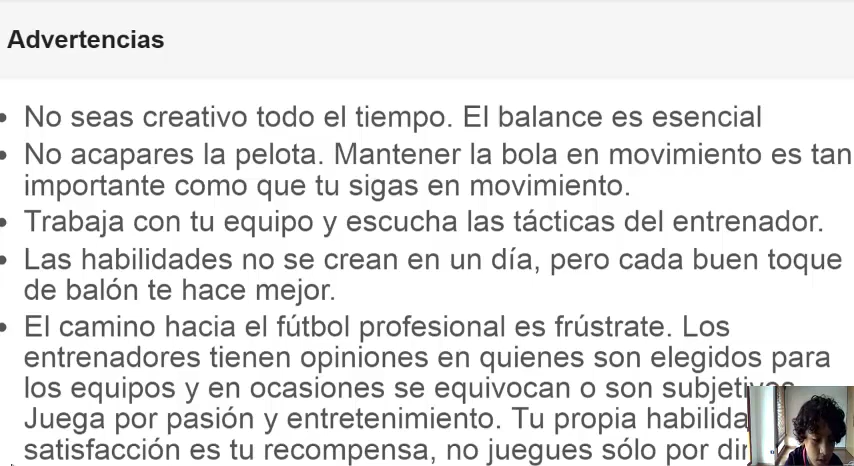 Advertencias
No seas creativo todo el tiempo. El balance es esencial
No acapares la pelota. Mantener la bola en movimiento es tan
importante como que tu sigas en movimiento.
Trabaja con tu equipo y escucha las tácticas del entrenador.
Las habilidades no se crean en un día, pero cada buen toque
de balón te hace mejor.
El camino hacia el fútbol profesional es frústrate. Los
entrenadores tienen opiniones en quienes son elegidos para
los equipos y en ocasiones se equivocan o son subjetivos.
Juega por pasión y entretenimiento. Tu propia
satisfacción es tu recompensa, no juegues sólo por